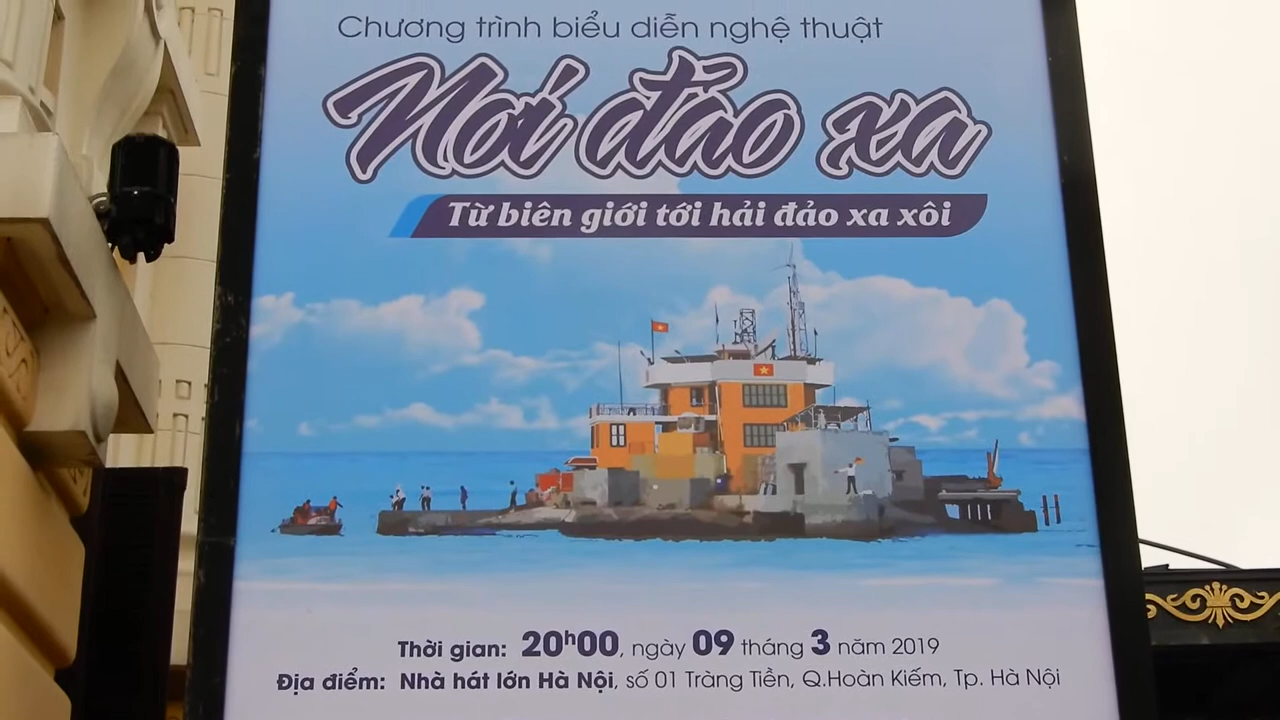 Chương trình biểu diễn nghệ thuật
Nơi đảo xa
Từ biên giới tới hải đảo xa xôi
Thời gian: 20h00, ngày 09 tháng 3 năm 2019
Địa điểm: Nhà hát lớn Hà Nội, số 01 Tràng Tiền, Q.Hoàn Kiếm, Tp. Hà Nội